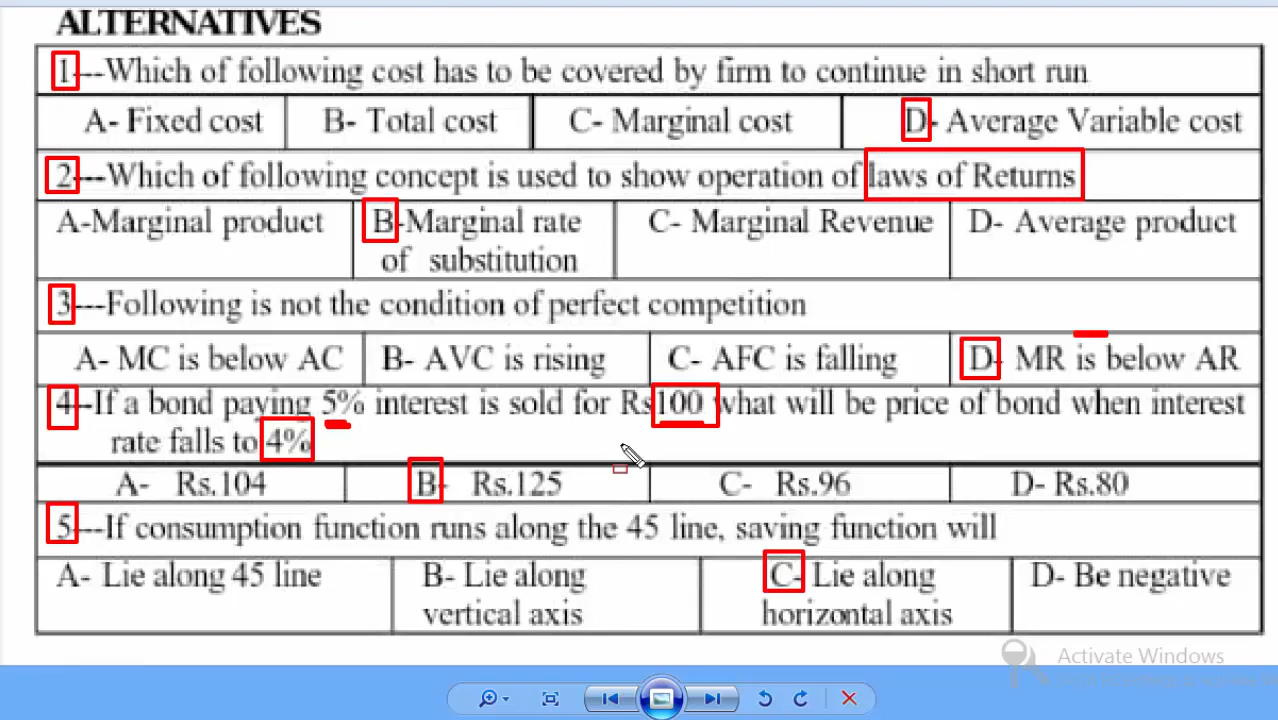 ALTERNATIVES
1---Which of following cost has to be covered by firm to continue in short run
A- Fixed cost B- Total cost C- Marginal cost D- Average Variable cost
2---Which of following concept is used to show operation of laws of Returns
A-Marginal product B-Marginal rate of substitution C- Marginal Revenue D- Average product
3---Following is not the condition of perfect competition
A- MC is below AC B- AVC is rising C- AFC is falling D- MR is below AR
4--If a bond paying 5% interest is sold for Rs100 what will be price of bond when interest
rate falls to 4%
A- Rs.104 B- Rs.125 C- Rs.96 D- Rs.80
5---If consumption function runs along the 45 line, saving function will
A- Lie along 45 line B- Lie along vertical axis C- Lie along horizontal axis D- Be negative
Activate Windows